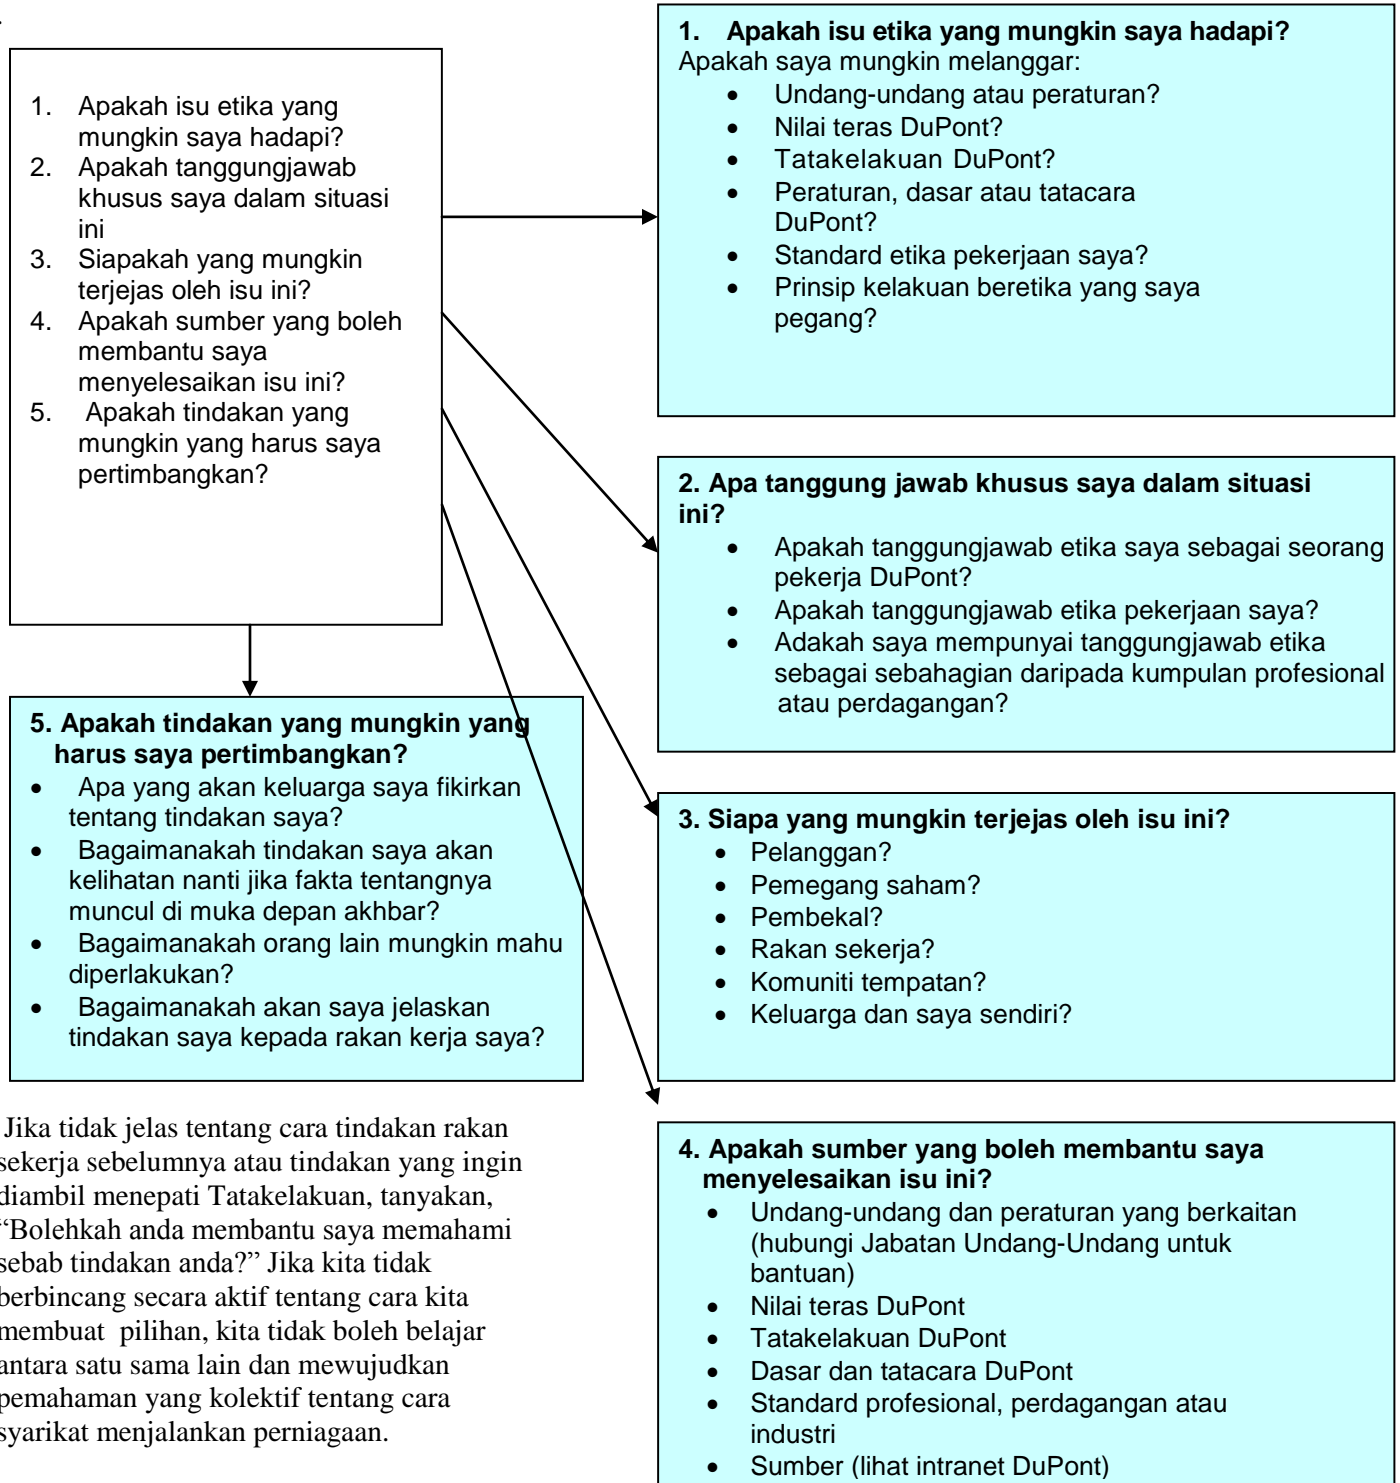 .
1. Apakah isu etika yang
mungkin saya hadapi?
2. Apakah tanggungjawab
khusus saya dalam situasi
ini
3. Siapakah yang mungkin
terjejas oleh isu ini?
4. Apakah sumber yang boleh
membantu saya
menyelesaikan isu ini?
5. Apakah tindakan yang
mungkin yang harus saya
pertimbangkan?
1. Apakah isu etika yang mungkin saya hadapi?
Apakah saya mungkin melanggar:
• Undang-undang atau peraturan?
• Nilai teras DuPont?
• Tatakelakuan DuPont?
• Peraturan, dasar atau tatacara
DuPont?
• Standard etika pekerjaan saya?
• Prinsip kelakuan beretika yang saya
pegang?
2. Apa tanggung jawab khusus saya dalam situasi
ini?
• Apakah tanggungjawab etika saya sebagai seorang
pekerja DuPont?
• Apakah tanggungjawab etika pekerjaan saya?
• Adakah saya mempunyai tanggungjawab etika
sebagai sebahagian daripada kumpulan profesional
atau perdagangan?
3. Siapa yang mungkin terjejas oleh isu ini?
• Pelanggan?
• Pemegang saham?
• Pembekal?
• Rakan sekerja?
• Komuniti tempatan?
• Keluarga dan saya sendiri?
4. Apakah sumber yang boleh membantu saya
menyelesaikan isu ini?
• Undang-undang dan peraturan yang berkaitan
(hubungi Jabatan Undang-Undang untuk
bantuan)
• Nilai teras DuPont
• Tatakelakuan DuPont
• Dasar dan tatacara DuPont
• Standard profesional, perdagangan atau
industri
• Sumber (lihat intranet DuPont)
5. Apakah tindakan yang mungkin yang
harus saya pertimbangkan?
• Apa yang akan keluarga saya fikirkan
tentang tindakan saya?
• Bagaimanakah tindakan saya akan
kelihatan nanti jika fakta tentangnya
muncul di muka depan akhbar?
• Bagaimanakah orang lain mungkin mahu
diperlakukan?
• Bagaimanakah akan saya jelaskan
tindakan saya kepada rakan kerja saya?
Jika tidak jelas tentang cara tindakan rakan
sekerja sebelumnya atau tindakan yang ingin
diambil menepati Tatakelakuan, tanyakan,
“Bolehkah anda membantu saya memahami
sebab tindakan anda?” Jika kita tidak
berbincang secara aktif tentang cara kita
membuat pilihan, kita tidak boleh belajar
antara satu sama lain dan mewujudkan
pemahaman yang kolektif tentang cara
syarikat menjalankan perniagaan.